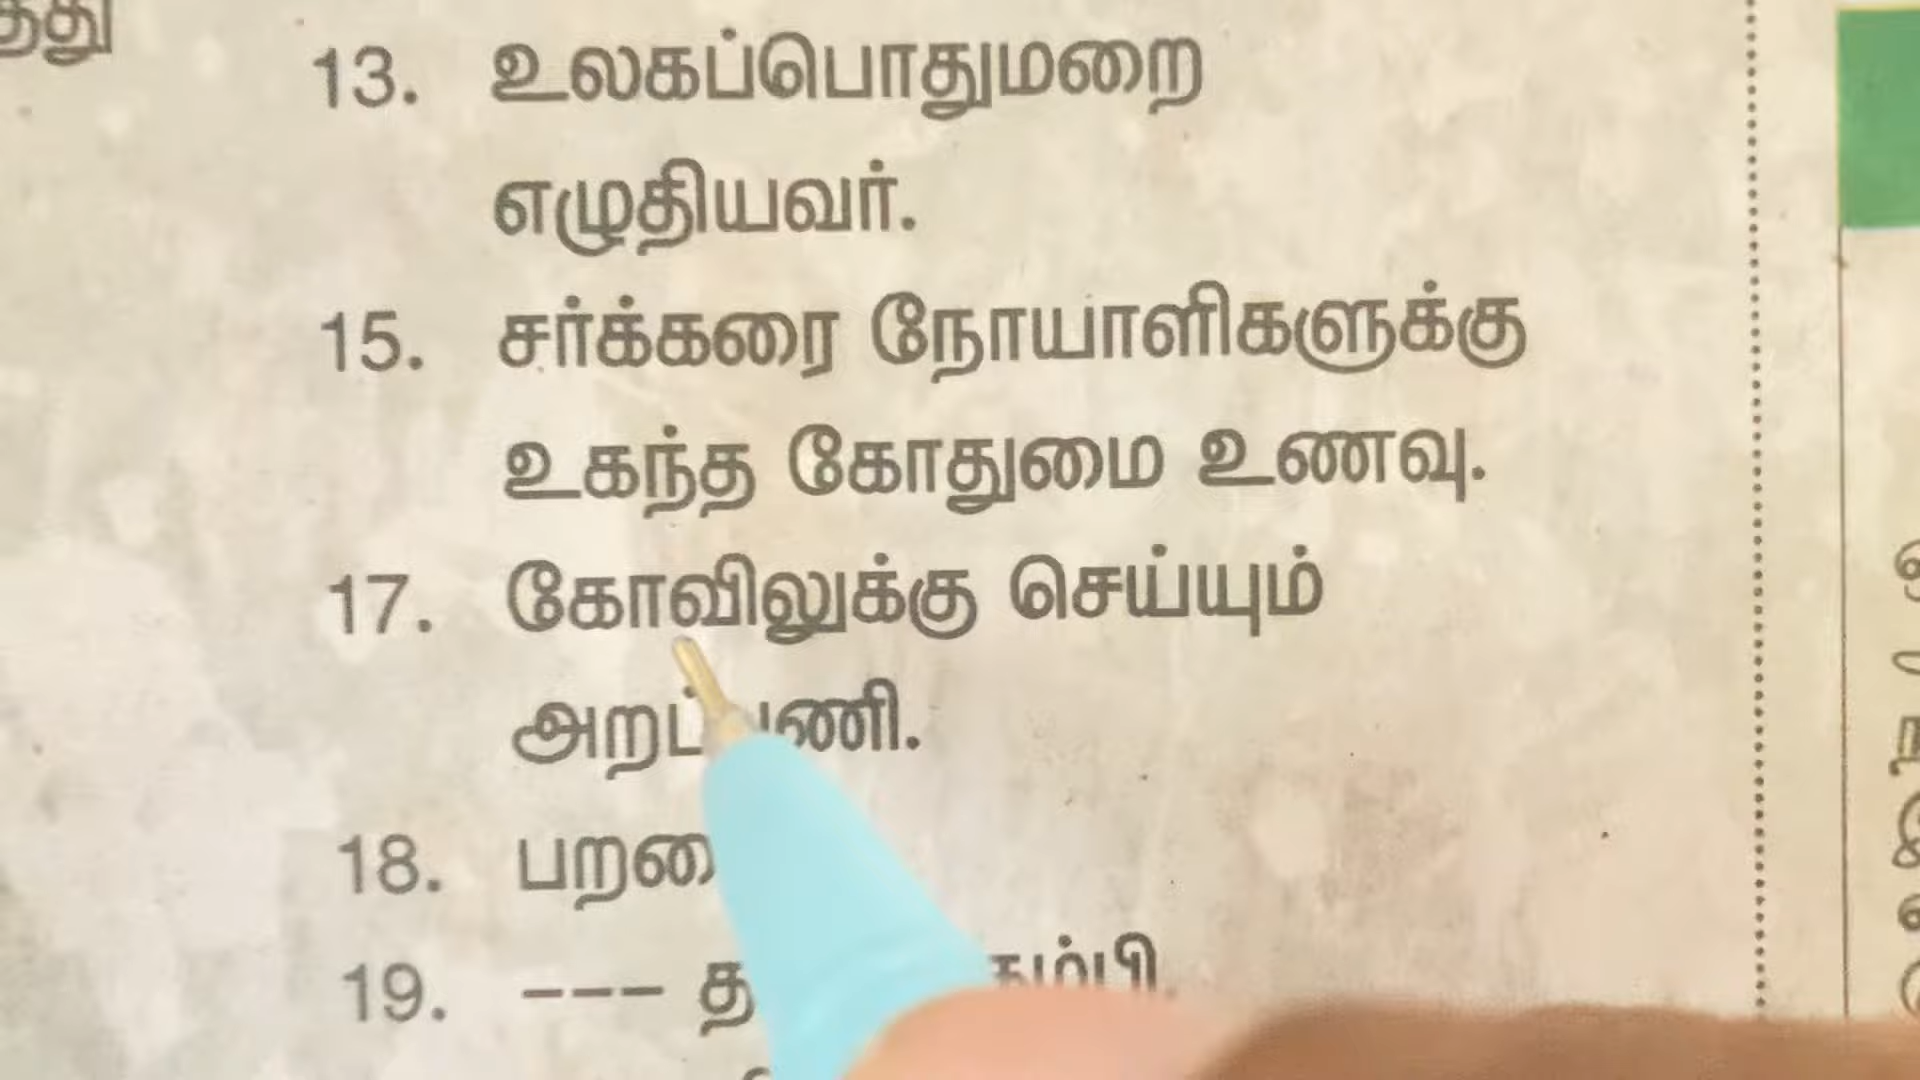 13. உலகப்பொதுமறை
எழுதியவர்.
15. சர்க்கரை நோயாளிகளுக்கு
உகந்த கோதுமை உணவு.
17. கோவிலுக்கு செய்யும்
18.
19. ---